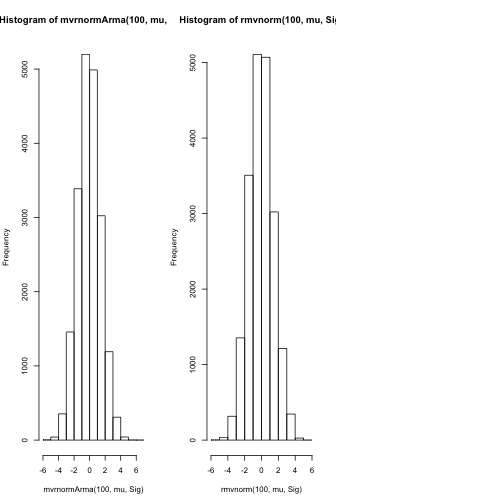 Histogram of mvrnormArma(100, mu,
Frequency
0 1000 2000 3000 4000 5000
-6 -4 -2 0 2 4 6
mvrnormArma(100, mu, Sig)
Histogram of rmvnorm(100, mu, Sig
Frequency
0 1000 2000 3000 4000 5000
-6 -4 -2 0 2 4 6
rmvnorm(100, mu, Sig)